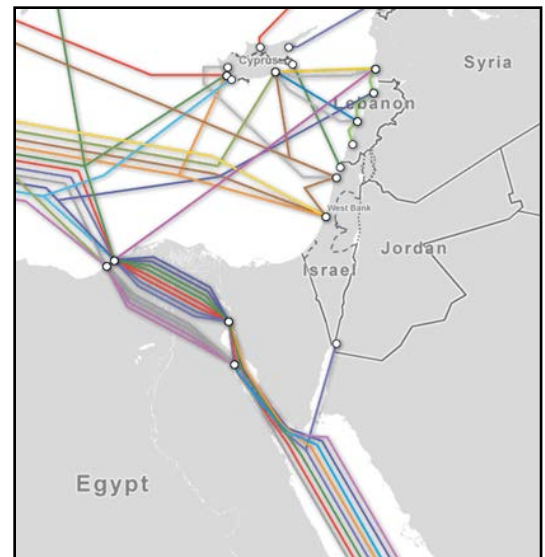 Cyprus
Syria
Lebanon
West Bank
Jordan
Israel
Egypt